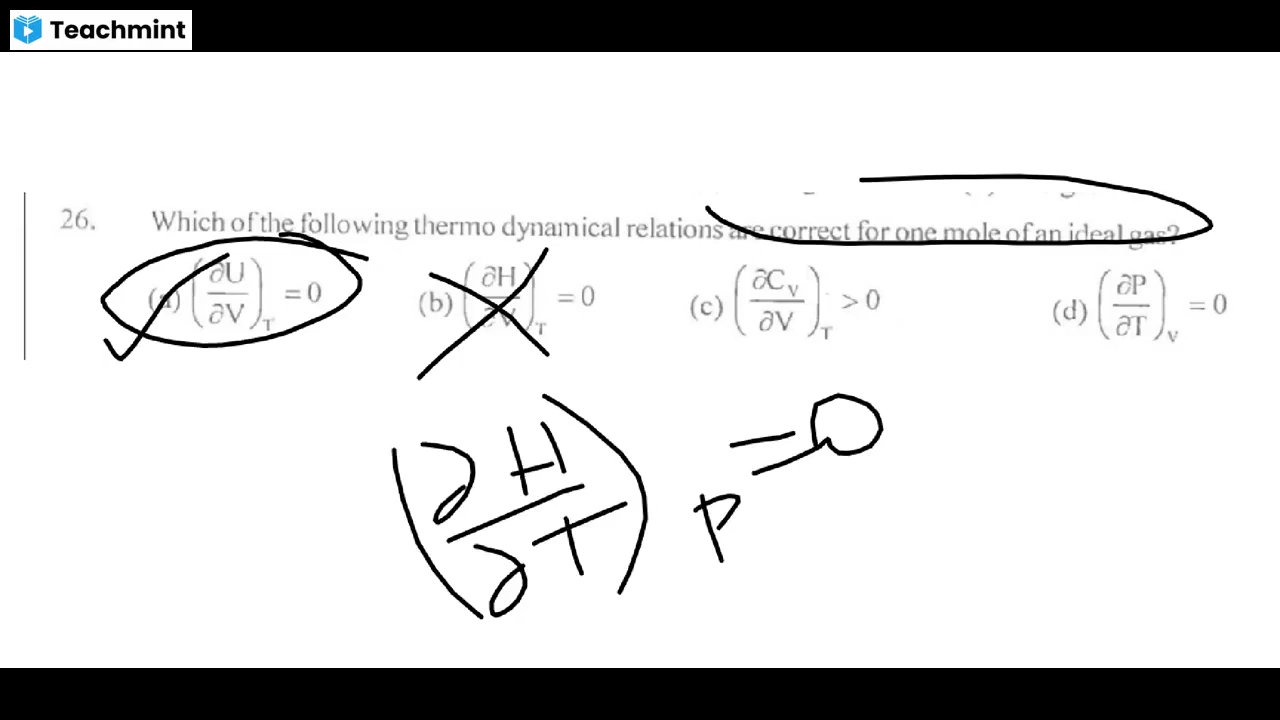 Teachmint
26. Which of the following thermo dynamical relations are correct for one mole of an ideal gas?
(a) (∂U/∂V)_T = 0 (b) (∂H/∂V)_T = 0 (c) (∂C_V/∂V)_T > 0 (d) (∂P/∂T)_V = 0
(∂H/∂T)_P = 0